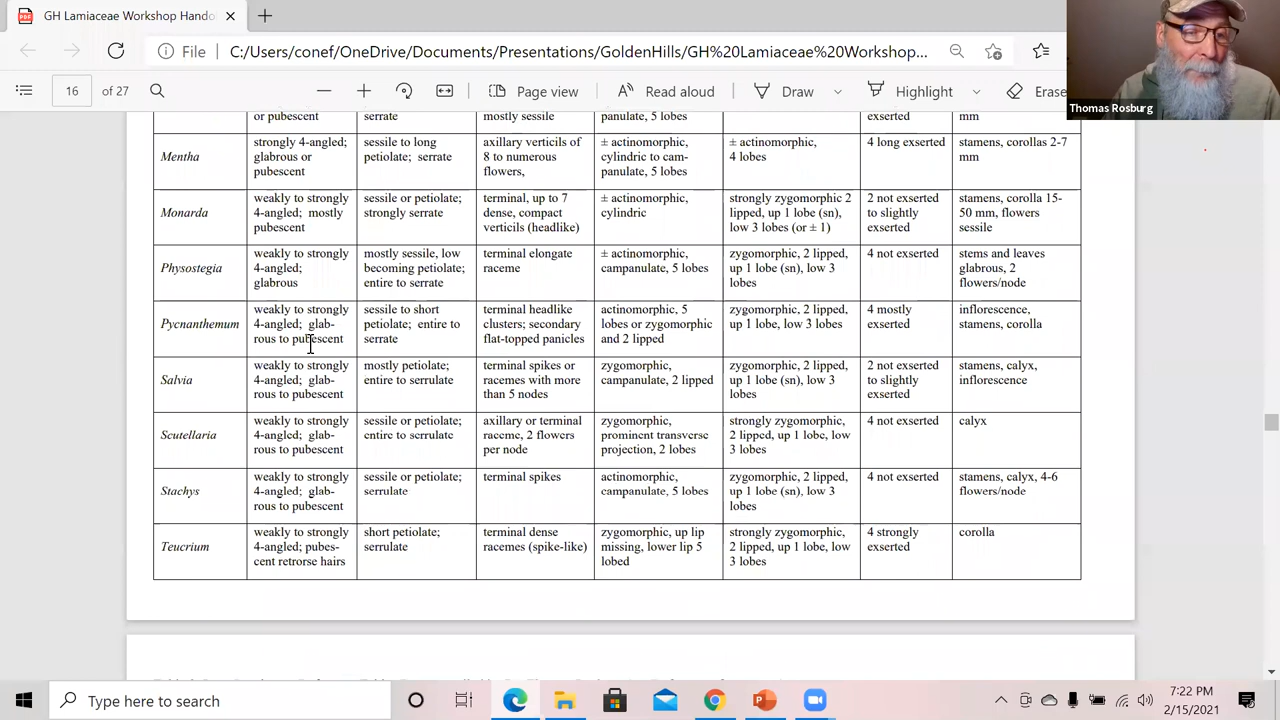 GH Lamiaceae Workshop Hando
File
C:/Users/conef/OneDrive/Documents/Presentations/GoldenHills/GH%20Lamiaceae%20Workshop...
16 of 27
Page view
Read aloud
Draw
Highlight
Erase
Thomas Rosburg
or pubescent
serrate
mostly sessile
panulate, 5 lobes
exserted
mm
Mentha
strongly 4-angled;
glabrous or
pubescent
sessile to long
petiolate; serrate
axillary verticils of
8 to numerous
flowers,
± actinomorphic,
cylindric to cam-
panulate, 5 lobes
± actinomorphic,
4 lobes
4 long exserted
stamens, corollas 2-7
mm
Monarda
weakly to strongly
4-angled; mostly
pubescent
sessile or petiolate;
strongly serrate
terminal, up to 7
dense, compact
verticils (headlike)
± actinomorphic,
cylindric
strongly zygomorphic 2
lipped, up 1 lobe (sn),
low 3 lobes (or ± 1)
2 not exserted
to slightly
exserted
stamens, corolla 15-
50 mm, flowers
sessile
Physostegia
weakly to strongly
4-angled;
glabrous
mostly sessile, low
becoming petiolate;
entire to serrate
terminal elongate
raceme
± actinomorphic,
campanulate, 5 lobes
zygomorphic, 2 lipped,
up 1 lobe (sn), low 3
lobes
4 not exserted
stems and leaves
glabrous, 2
flowers/node
Pycnanthemum
weakly to strongly
4-angled; glab-
rous to pubescent
sessile to short
petiolate; entire to
serrate
terminal headlike
clusters; secondary
flat-topped panicles
actinomorphic, 5
lobes or zygomorphic
and 2 lipped
zygomorphic, 2 lipped,
up 1 lobe, low 3 lobes
4 mostly
exserted
inflorescence,
stamens, corolla
Salvia
weakly to strongly
4-angled; glab-
rous to pubescent
mostly petiolate;
entire to serrulate
terminal spikes or
racemes with more
than 5 nodes
zygomorphic,
campanulate, 2 lipped
zygomorphic, 2 lipped,
up 1 lobe (sn), low 3
lobes
2 not exserted
to slightly
exserted
stamens, calyx,
inflorescence
Scutellaria
weakly to strongly
4-angled; glab-
rous to pubescent
sessile or petiolate;
entire to serrulate
axillary or terminal
raceme, 2 flowers
per node
zygomorphic,
prominent transverse
projection, 2 lobes
strongly zygomorphic,
2 lipped, up 1 lobe, low
3 lobes
4 not exserted
calyx
Stachys
weakly to strongly
4-angled; glab-
rous to pubescent
sessile or petiolate;
serrulate
terminal spikes
actinomorphic,
campanulate, 5 lobes
zygomorphic, 2 lipped,
up 1 lobe (sn), low 3
lobes
4 not exserted
stamens, calyx, 4-6
flowers/node
Teucrium
weakly to strongly
4-angled; pubes-
cent retrorse hairs
short petiolate;
serrulate
terminal dense
racemes (spike-like)
zygomorphic, up lip
missing, lower lip 5
lobed
strongly zygomorphic,
2 lipped, up 1 lobe, low
3 lobes
4 strongly
exserted
corolla
Type here to search
7:22 PM
2/15/2021